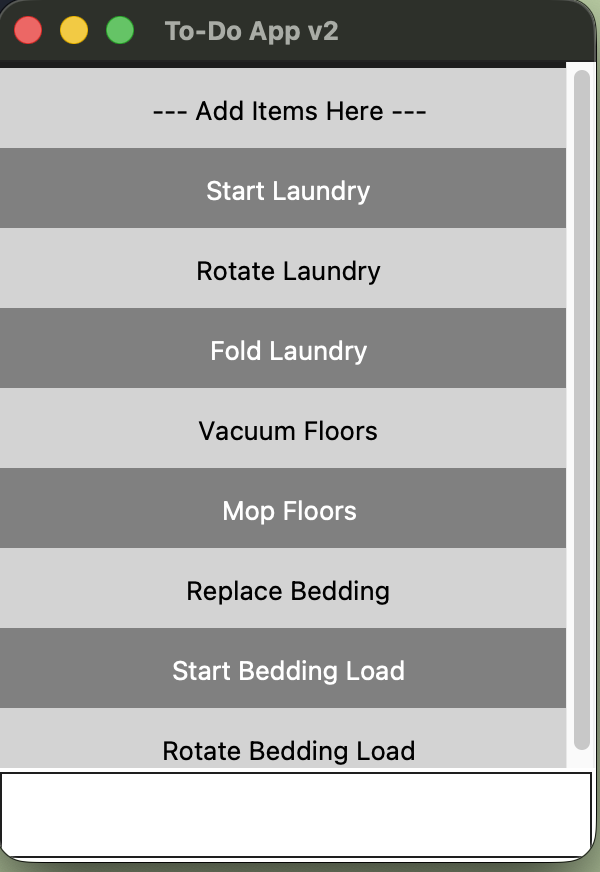 To-Do App v2
--- Add Items Here ---
Start Laundry
Rotate Laundry
Fold Laundry
Vacuum Floors
Mop Floors
Replace Bedding
Start Bedding Load
Rotate Bedding Load